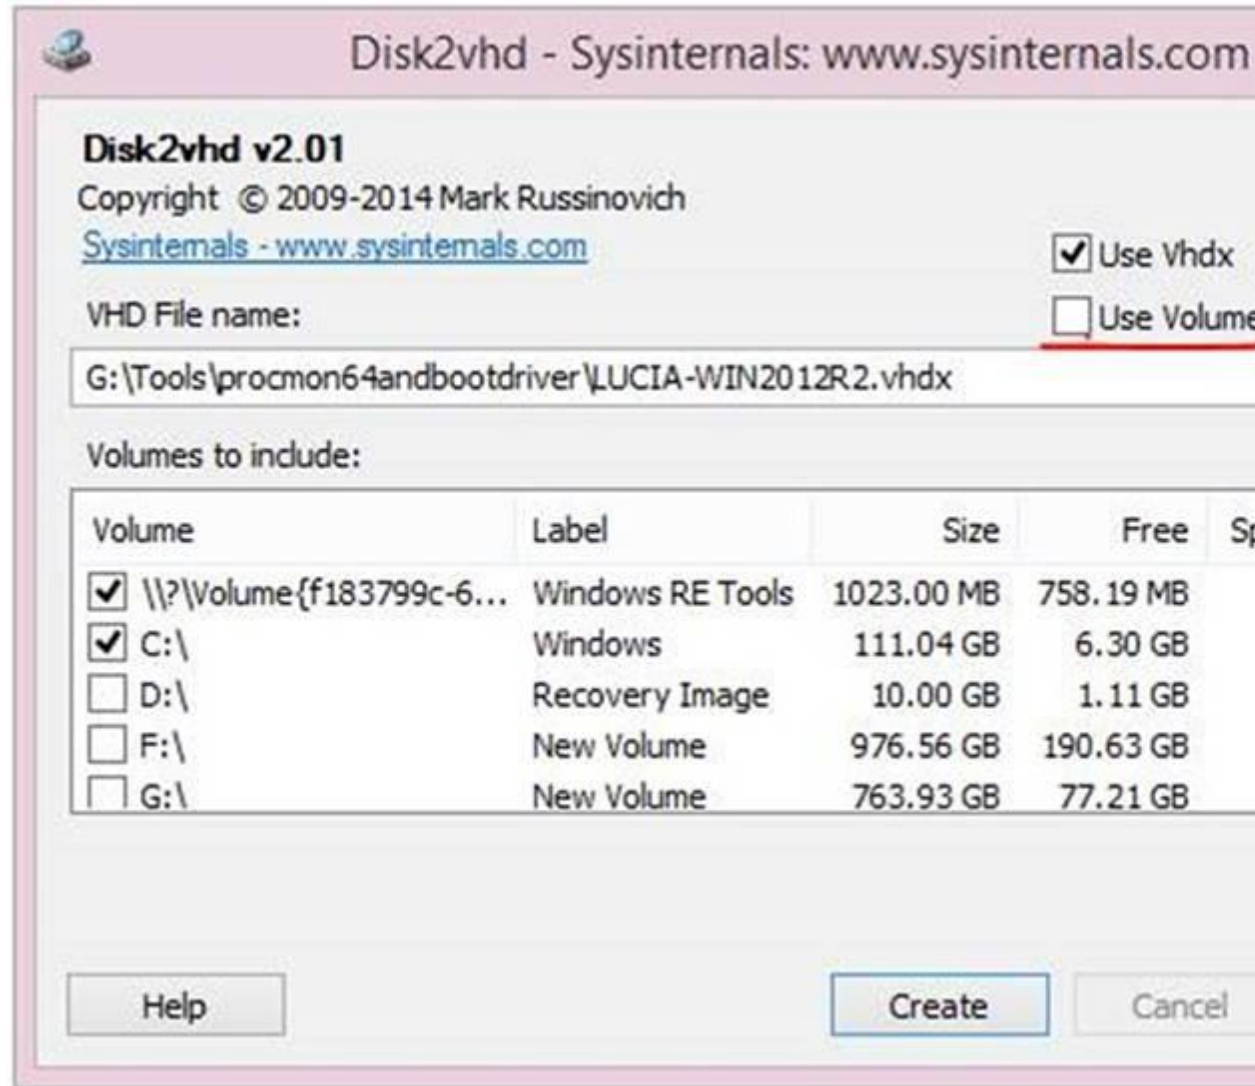 Disk2vhd - Sysinternals: www.sysinternals.com
Disk2vhd v2.01
Copyright © 2009-2014 Mark Russinovich
Sysinternals - www.sysinternals.com
Use Vhdx
VHD File name:
Use Volume
G:\Tools\procmon64andbootdriver\LUCIA-WIN2012R2.vhdx
Volumes to include:
Volume Label Size Free
\\?\Volume{f183799c-6... Windows RE Tools 1023.00 MB 758.19 MB
C:\ Windows 111.04 GB 6.30 GB
D:\ Recovery Image 10.00 GB 1.11 GB
F:\ New Volume 976.56 GB 190.63 GB
G:\ New Volume 763.93 GB 77.21 GB
Help Create Cancel